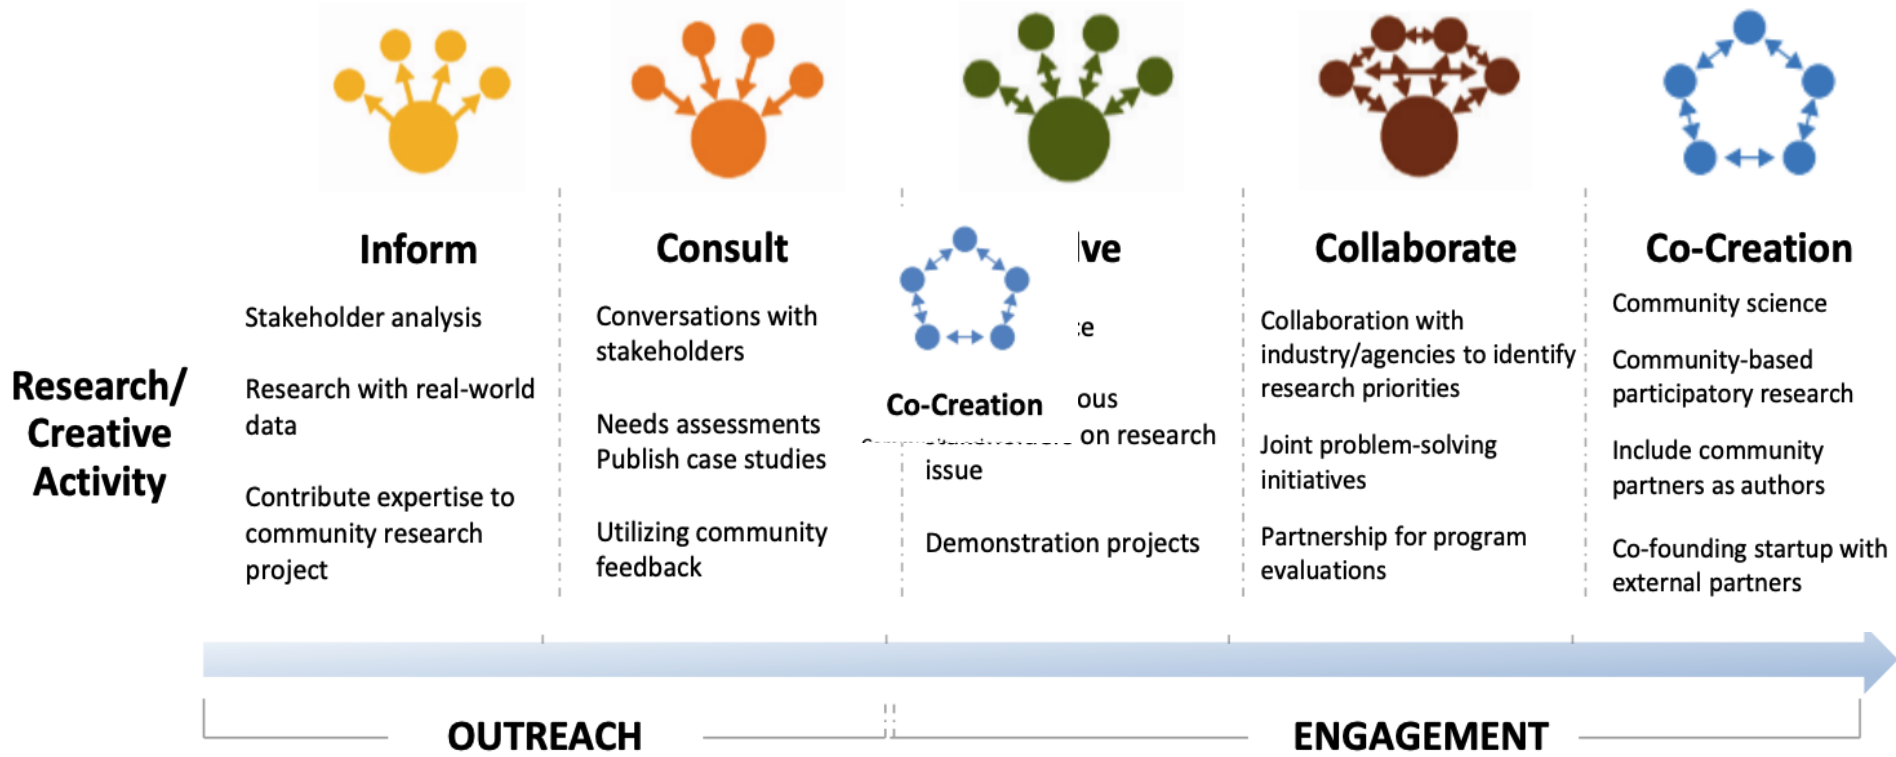 Inform
Consult
lve
Collaborate
Co-Creation
Research/
Creative
Activity
Stakeholder analysis
Research with real-world
data
Contribute expertise to
community research
project
Conversations with
stakeholders
Needs assessments
Publish case studies
Utilizing community
feedback
Co-Creation
ce
ous
on research
issue
Demonstration projects
Collaboration with
industry/agencies to identify
research priorities
Joint problem-solving
initiatives
Partnership for program
evaluations
Community science
Community-based
participatory research
Include community
partners as authors
Co-founding startup with
external partners
OUTREACH
ENGAGEMENT